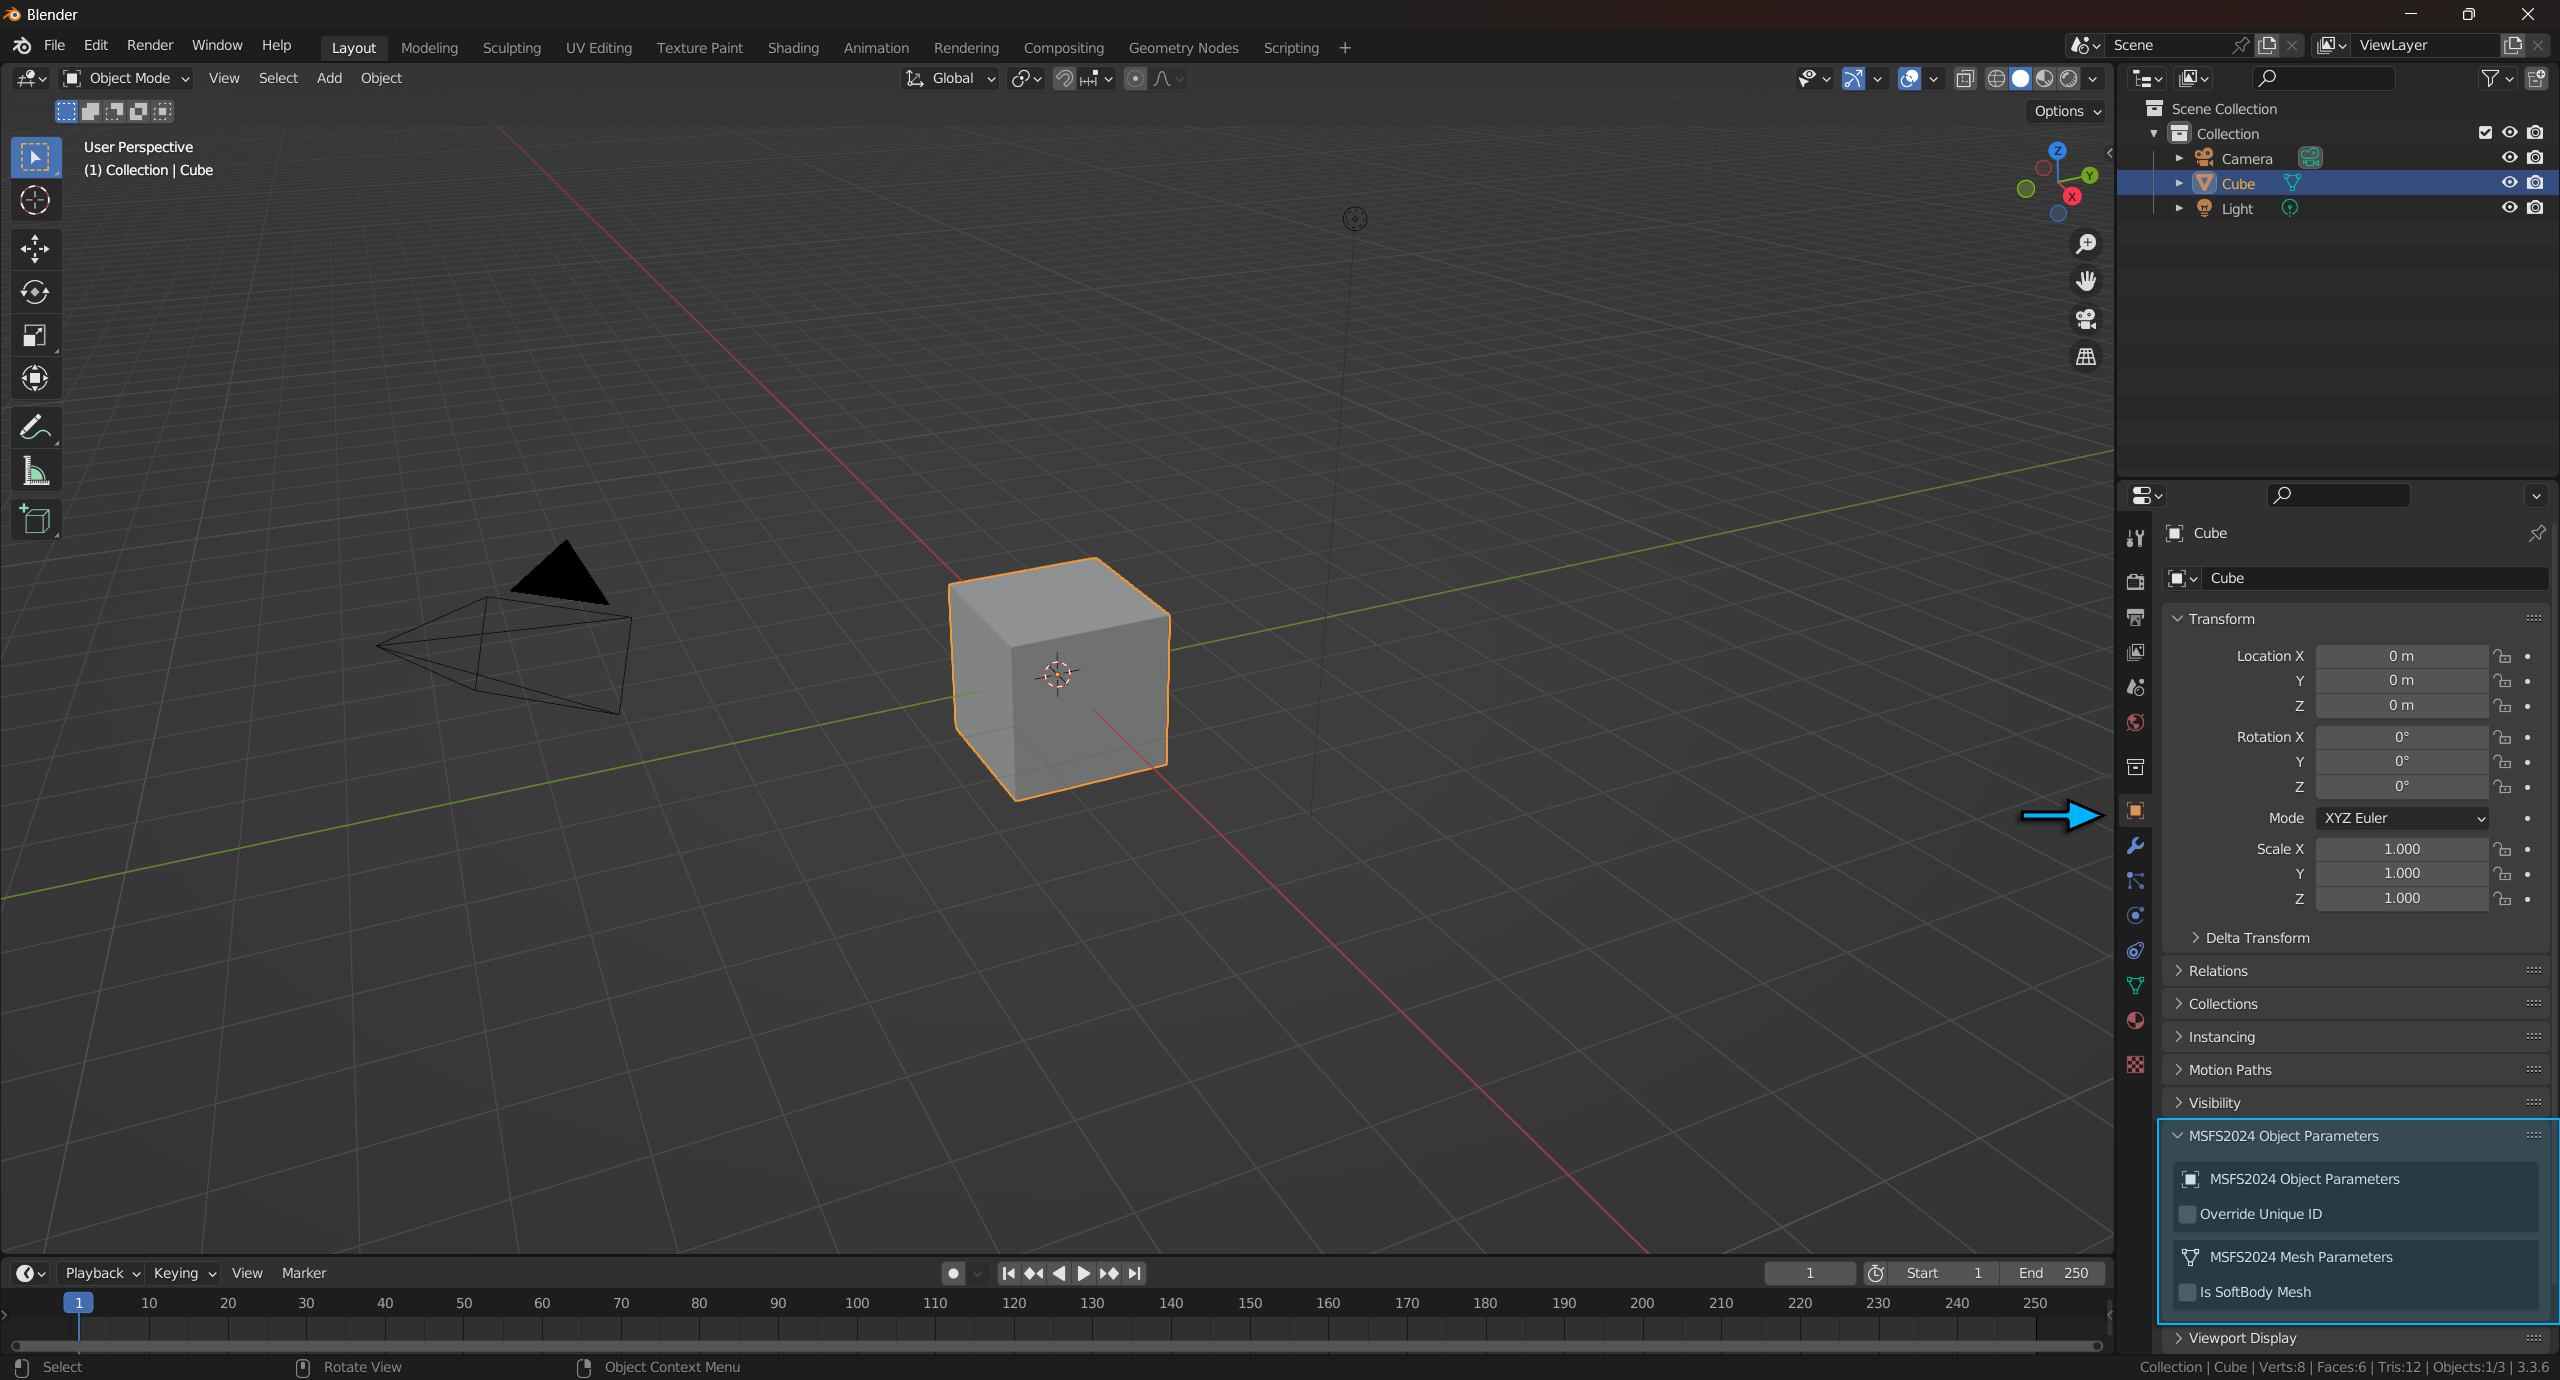 Blender
File Edit Render Window Help Layout Modeling Sculpting UV Editing Texture Paint Shading Animation Rendering Compositing Geometry Nodes Scripting + Scene ViewLayer
Object Mode View Select Add Object Global
Options
User Perspective
(1) Collection | Cube
Z
Y
X
Scene Collection
Collection
Camera
Cube
Light
Cube
Cube
Transform
Location X 0 m
Y 0 m
Z 0 m
Rotation X 0°
Y 0°
Z 0°
Mode XYZ Euler
Scale X 1.000
Y 1.000
Z 1.000
Delta Transform
Relations
Collections
Instancing
Motion Paths
Visibility
MSFS2024 Object Parameters
MSFS2024 Object Parameters
Override Unique ID
MSFS2024 Mesh Parameters
Is SoftBody Mesh
Viewport Display
Playback Keying View Marker 1 Start 1 End 250
1 10 20 30 40 50 60 70 80 90 100 110 120 130 140 150 160 170 180 190 200 210 220 230 240 250
Select Rotate View Object Context Menu Collection | Cube | Verts:8 | Faces:6 | Tris:12 | Objects:1/3 | 3.3.6